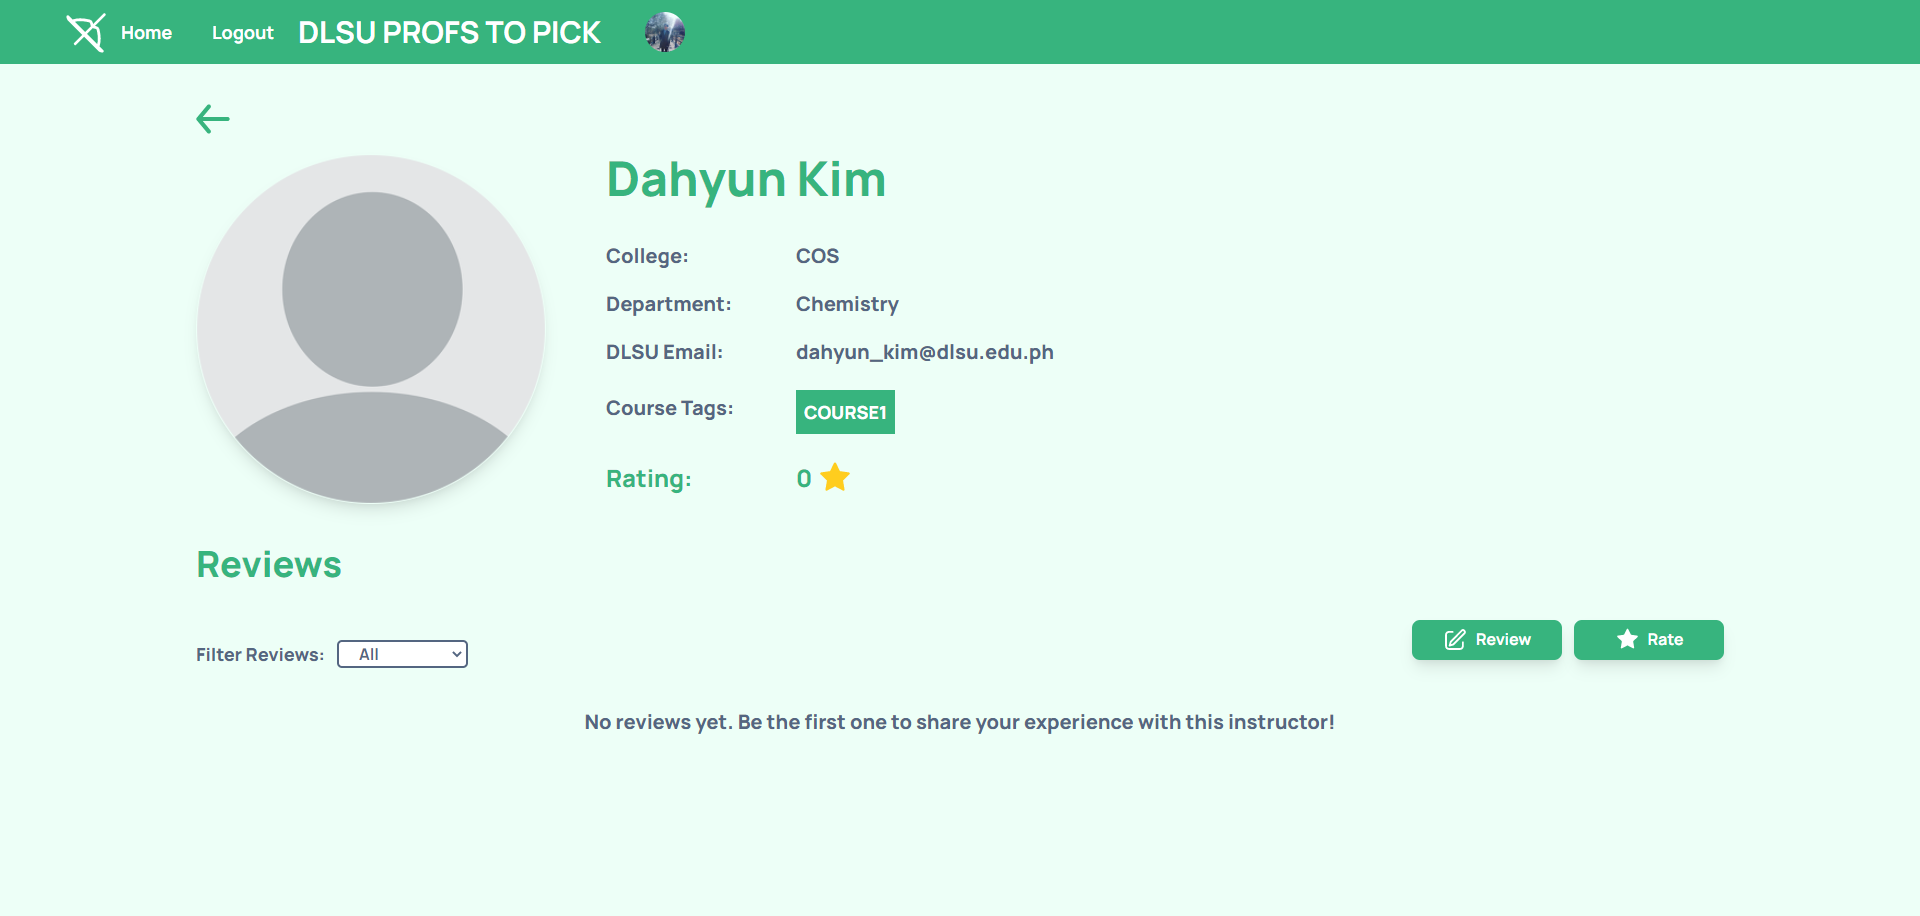 Home Logout DLSU PROFS TO PICK
Dahyun Kim
College: COS
Department: Chemistry
DLSU Email: dahyun_kim@dlsu.edu.ph
Course Tags: COURSE1
Rating: 0
Reviews
Filter Reviews: All Review Rate
No reviews yet. Be the first one to share your experience with this instructor!